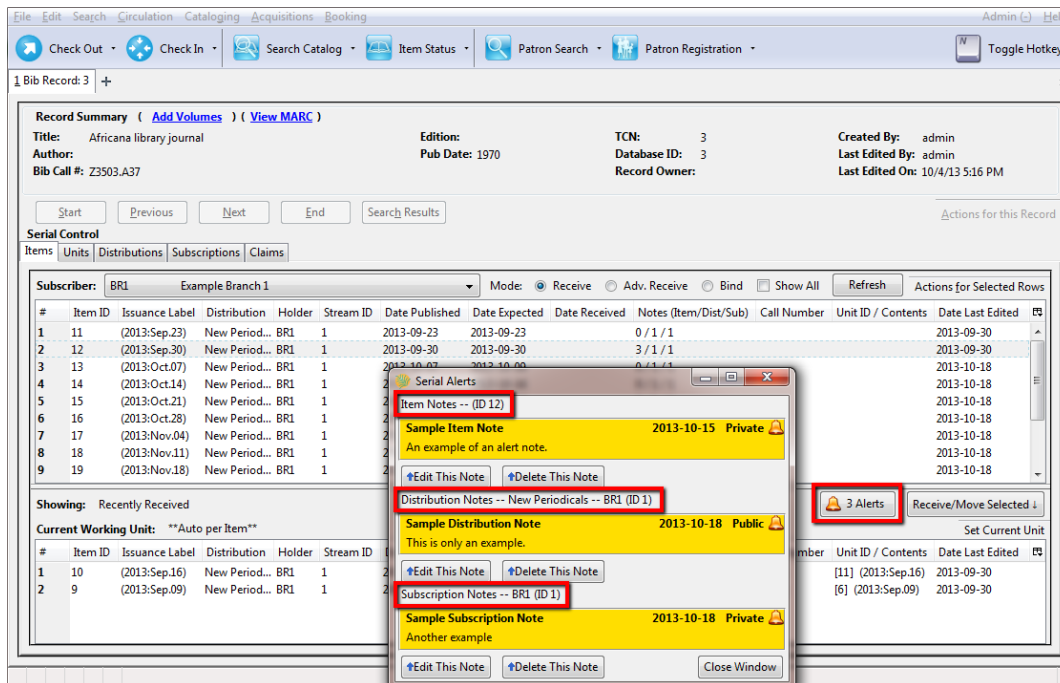 File Edit Search Circulation Cataloging Acquisitions Booking Admin (-) Hel
Check Out Check In Search Catalog Item Status Patron Search Patron Registration N Toggle Hotkey
1 Bib Record: 3 +
Record Summary ( Add Volumes ) ( View MARC )
Title: Africana library journal Edition: TCN: 3 Created By: admin
Author: Pub Date: 1970 Database ID: 3 Last Edited By: admin
Bib Call #: Z3503.A37 Record Owner: Last Edited On: 10/4/13 5:16 PM
Start Previous Next End Search Results Actions for this Record
Serial Control
Items Units Distributions Subscriptions Claims
Subscriber: BR1 Example Branch 1 Mode: Receive Adv. Receive Bind Show All Refresh Actions for Selected Rows
# Item ID Issuance Label Distribution Holder Stream ID Date Published Date Expected Date Received Notes (Item/Dist/Sub) Call Number Unit ID / Contents Date Last Edited
1 11 (2013:Sep.23) New Period... BR1 1 2013-09-23 2013-09-23 0 / 1 / 1 2013-09-30
2 12 (2013:Sep.30) New Period... BR1 1 2013-09-30 2013-09-30 3 / 1 / 1 2013-09-30
3 13 (2013:Oct.07) New Period... BR1 1 2013-10-07 2013-10-09 0 / 1 / 1 2013-10-18
4 14 (2013:Oct.14) New Period... BR1 1 2013-10-18
5 15 (2013:Oct.21) New Period... BR1 1 2013-10-18
6 16 (2013:Oct.28) New Period... BR1 1 2013-10-18
7 17 (2013:Nov.04) New Period... BR1 1 2013-10-18
8 18 (2013:Nov.11) New Period... BR1 1 2013-10-18
9 19 (2013:Nov.18) New Period... BR1 1 2013-10-18
Showing: Recently Received 3 Alerts Receive/Move Selected ↓
Current Working Unit: **Auto per Item** Set Current Unit
# Item ID Issuance Label Distribution Holder Stream ID mber Unit ID / Contents Date Last Edited
1 10 (2013:Sep.16) New Period... BR1 1 [11] (2013:Sep.16) 2013-09-30
2 9 (2013:Sep.09) New Period... BR1 1 [6] (2013:Sep.09) 2013-09-30
Serial Alerts
Item Notes -- (ID 12)
Sample Item Note 2013-10-15 Private
An example of an alert note.
Edit This Note Delete This Note
Distribution Notes -- New Periodicals -- BR1 (ID 1)
Sample Distribution Note 2013-10-18 Public
This is only an example.
Edit This Note Delete This Note
Subscription Notes -- BR1 (ID 1)
Sample Subscription Note 2013-10-18 Private
Another example
Edit This Note Delete This Note Close Window